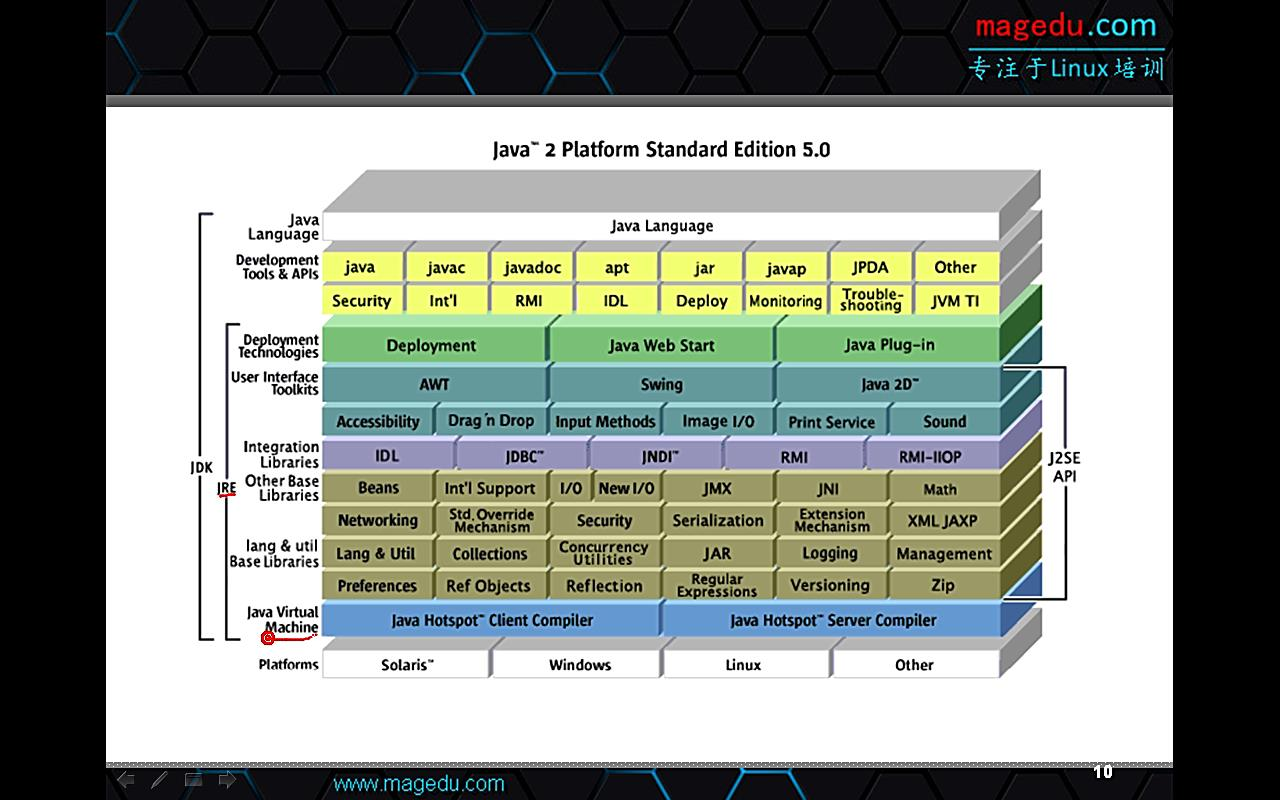 magedu.com
专注于Linux培训
Java™ 2 Platform Standard Edition 5.0
Java
Language
Java Language
Development
Tools & APIs
java javac javadoc apt jar javap JPDA Other
Security Int'l RMI IDL Deploy Monitoring Trouble-
shooting JVM TI
Deployment
Technologies
Deployment Java Web Start Java Plug-in
User Interface
Toolkits
AWT Swing Java 2D™
Accessibility Drag'n Drop Input Methods Image I/O Print Service Sound
Integration
Libraries
IDL JDBC™ JNDI™ RMI RMI-IIOP
JDK
JRE
J2SE
API
Other Base
Libraries
Beans Int'l Support I/O New I/O JMX JNI Math
Networking Std. Override
Mechanism Security Serialization Extension
Mechanism XML JAXP
lang & util
Base Libraries
Lang & Util Collections Concurrency
Utilities JAR Logging Management
Preferences Ref Objects Reflection Regular
Expressions Versioning Zip
Java Virtual
Machine
Java Hotspot™ Client Compiler Java Hotspot™ Server Compiler
Platforms
Solaris™ Windows Linux Other
www.magedu.com
10